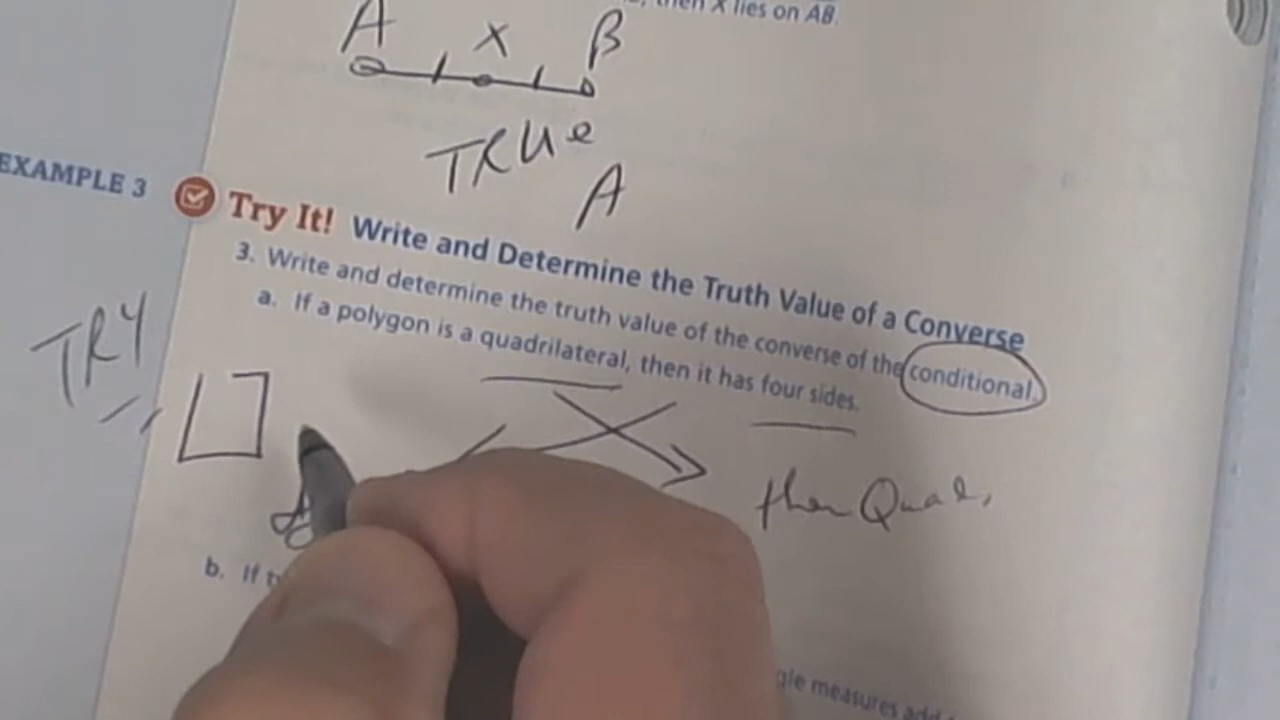 then X lies on AB.
A X B
TRUe
A
EXAMPLE 3
Try It! Write and Determine the Truth Value of a Converse
3. Write and determine the truth value of the converse of the conditional.
a. If a polygon is a quadrilateral, then it has four sides.
TRY
then Quad,
b. If
gle measures add